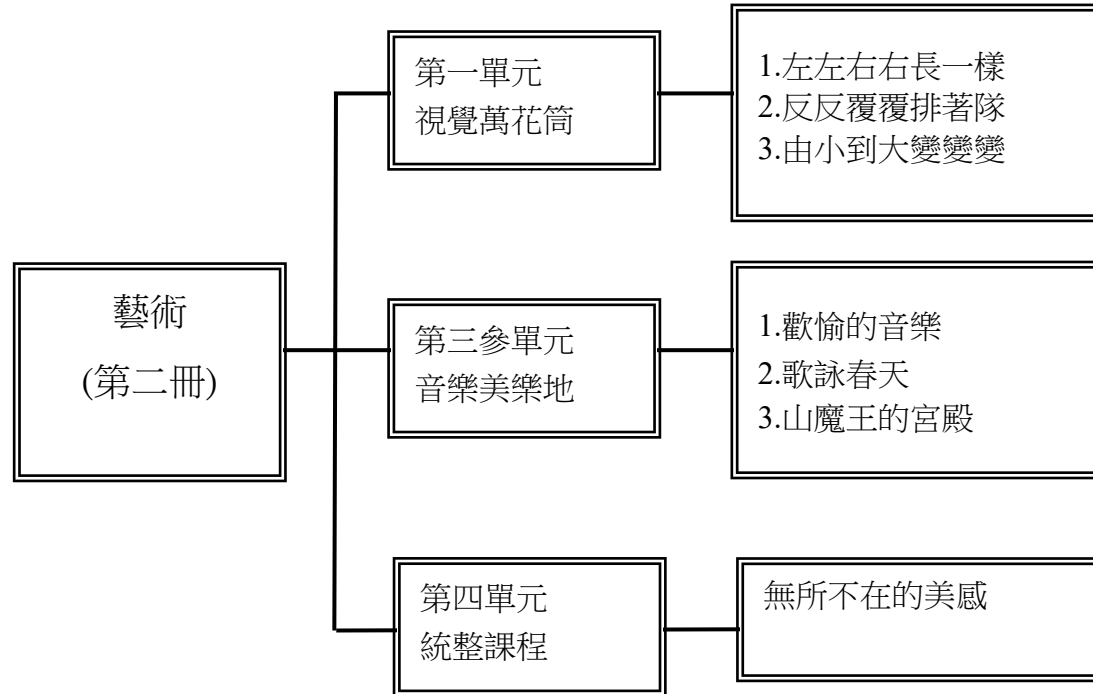 藝術
(第二冊)
第一單元
視覺萬花筒
1.左左右右長一樣
2.反反覆覆排著隊
3.由小到大變變變
第三參單元
音樂美樂地
1.歡愉的音樂
2.歌詠春天
3.山魔王的宮殿
第四單元
統整課程
無所不在的美感